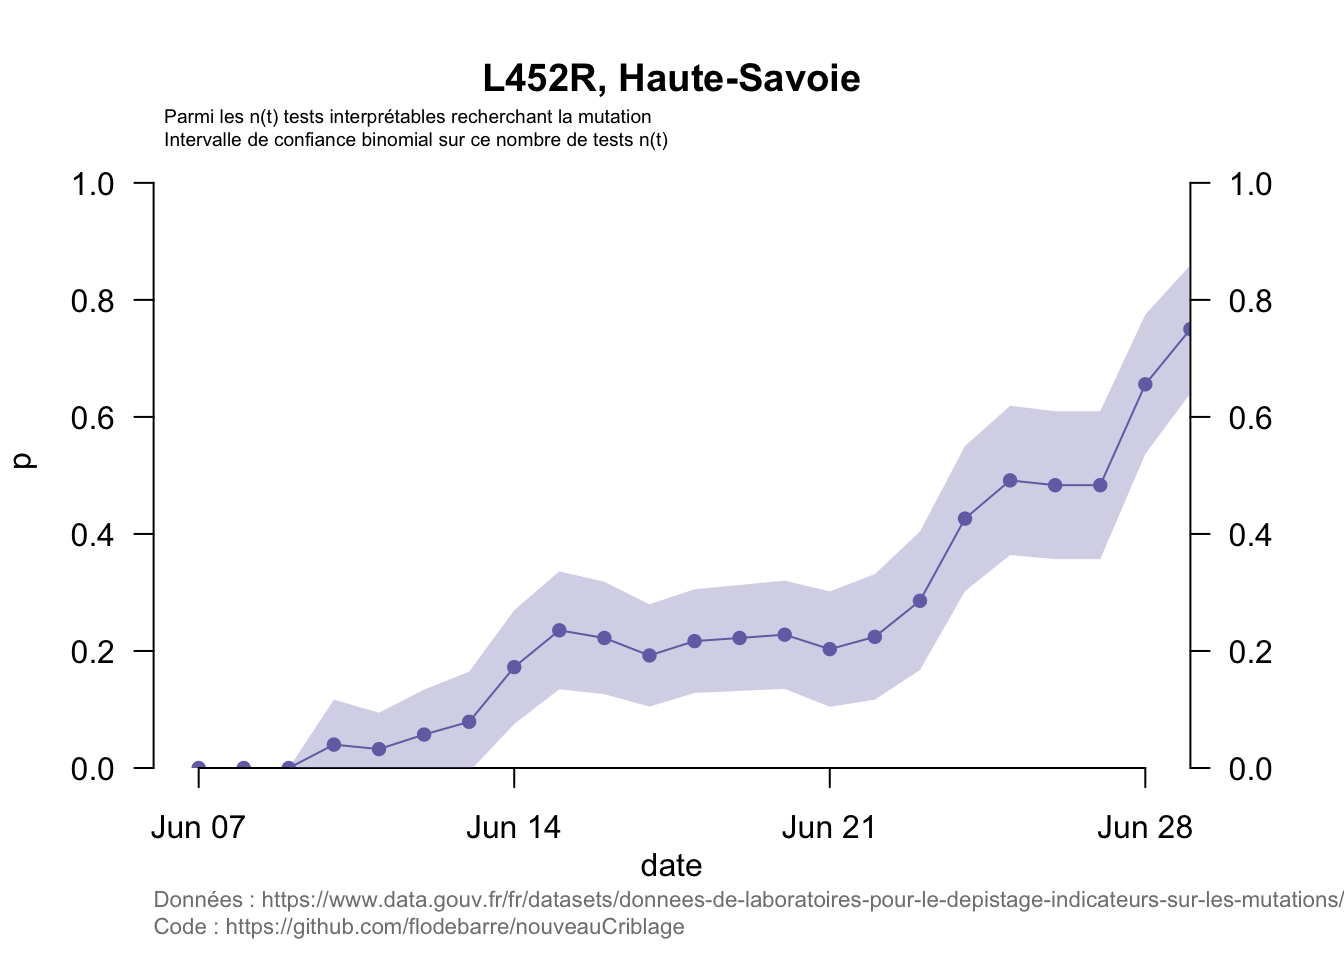 L452R, Haute-Savoie
Parmi les n(t) tests interprétables recherchant la mutation
Intervalle de confiance binomial sur ce nombre de tests n(t)
1.0
0.8
0.6
0.4
0.2
0.0
p
1.0
0.8
0.6
0.4
0.2
0.0
Jun 07 Jun 14 Jun 21 Jun 28
date
Données : https://www.data.gouv.fr/fr/datasets/donnees-de-laboratoires-pour-le-depistage-indicateurs-sur-les-mutations/
Code : https://github.com/flodebarre/nouveauCriblage